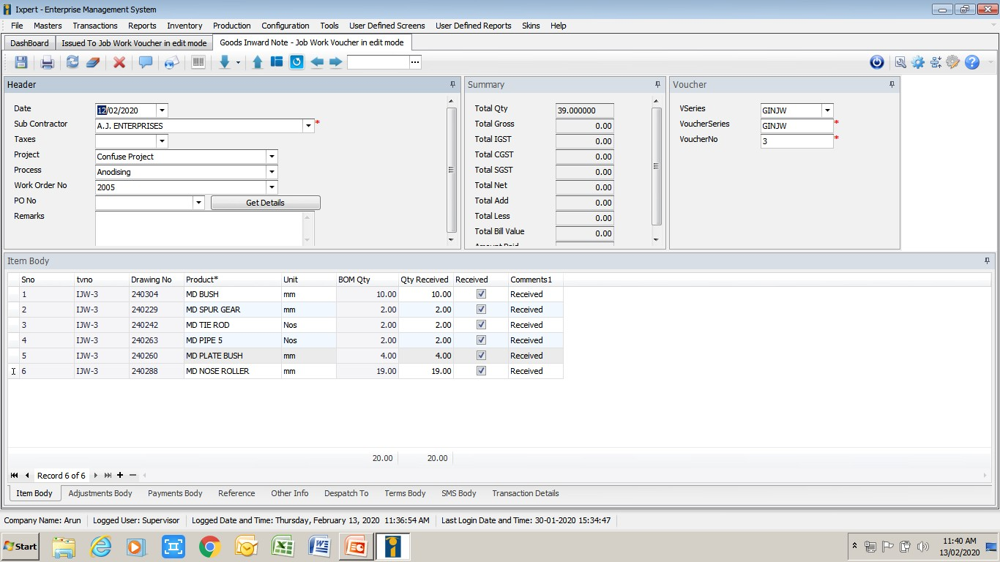 Ixpert - Enterprise Management System
File Masters Transactions Reports Inventory Production Configuration Tools User Defined Screens User Defined Reports Skins Help
DashBoard Issued To Job Work Voucher in edit mode Goods Inward Note - Job Work Voucher in edit mode
Header
Date 12/02/2020
Sub Contractor A.J. ENTERPRISES *
Taxes
Project Confuse Project
Process Anodising
Work Order No 2005
PO No Get Details
Remarks
Summary
Total Qty 39.000000
Total Gross 0.00
Total IGST 0.00
Total CGST 0.00
Total SGST 0.00
Total Net 0.00
Total Add 0.00
Total Less 0.00
Total Bill Value 0.00
Amount Paid
Voucher
VSeries GINJW
VoucherSeries GINJW *
VoucherNo 3 *
Item Body
Sno tvno Drawing No Product* Unit BOM Qty Qty Received Received Comments1
1 IJW-3 240304 MD BUSH mm 10.00 10.00 Received
2 IJW-3 240229 MD SPUR GEAR mm 2.00 2.00 Received
3 IJW-3 240242 MD TIE ROD Nos 2.00 2.00 Received
4 IJW-3 240263 MD PIPE 5 Nos 2.00 2.00 Received
5 IJW-3 240260 MD PLATE BUSH mm 4.00 4.00 Received
6 IJW-3 240288 MD NOSE ROLLER mm 19.00 19.00 Received
20.00 20.00
Record 6 of 6
Item Body Adjustments Body Payments Body Reference Other Info Despatch To Terms Body SMS Body Transaction Details
Company Name: Arun Logged User: Supervisor Logged Date and Time: Thursday, February 13, 2020 11:36:54 AM Last Login Date and Time: 30-01-2020 15:34:47
Start 11:40 AM
13/02/2020